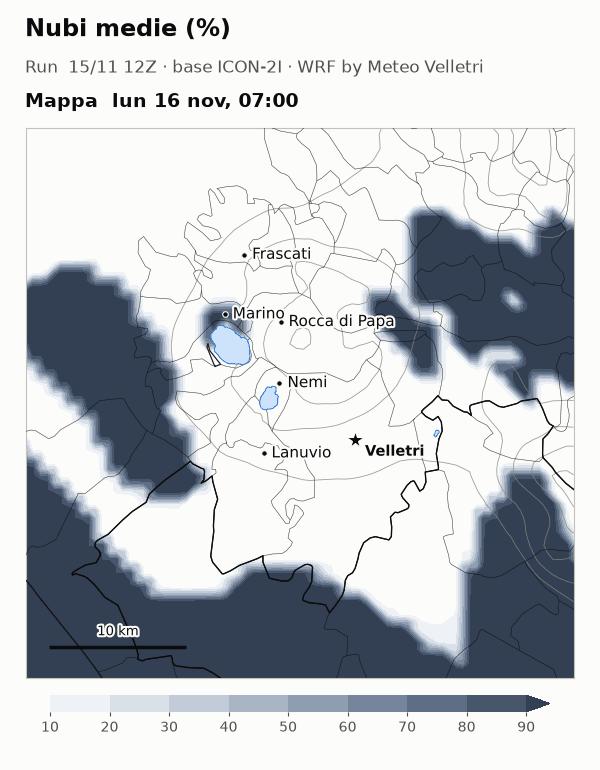 Nubi medie (%)
Run  15/11 12Z · base ICON-2I · WRF by Meteo Velletri
Mappa  lun 16 nov, 07:00
Frascati
Marino
Rocca di Papa
Nemi
Velletri
Lanuvio
10 km
10 20 30 40 50 60 70 80 90